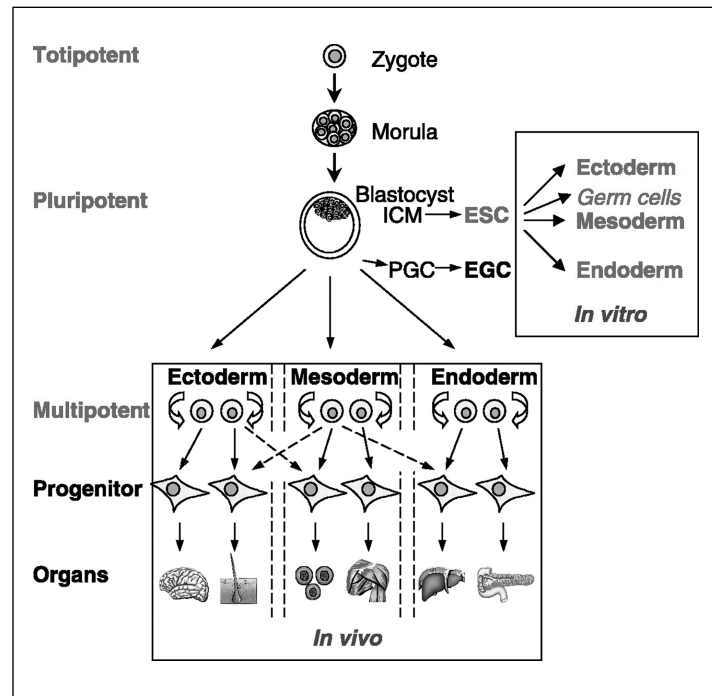 Totipotent
Zygote
Morula
Pluripotent
Blastocyst
ICM
ESC
PGC
EGC
Ectoderm
Germ cells
Mesoderm
Endoderm
In vitro
Ectoderm
Mesoderm
Endoderm
Multipotent
Progenitor
Organs
In vivo